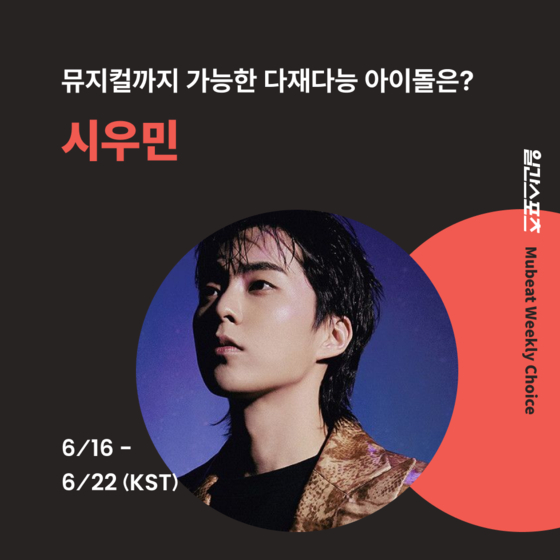 뮤지컬까지 가능한 다재다능 아이돌은?
시우민
일간스포츠
Mubeat Weekly Choice
6/16 -
6/22 (KST)